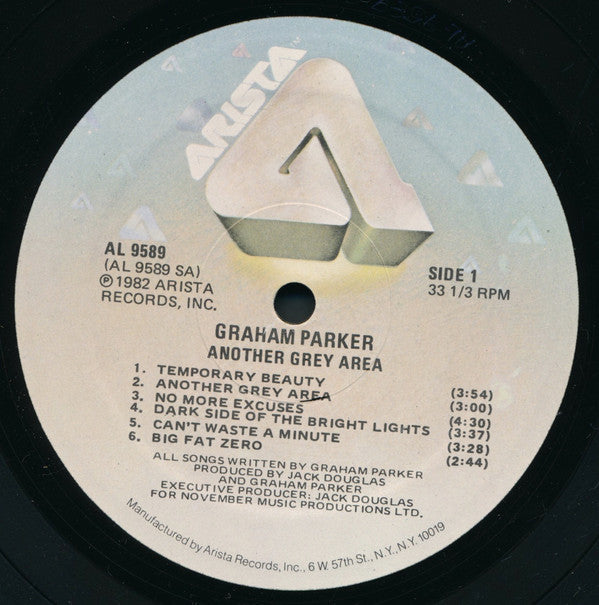 ARISTA
AL 9589
(AL 9589 SA)
℗ 1982 ARISTA
RECORDS, INC.
SIDE 1
33 1/3 RPM
GRAHAM PARKER
ANOTHER GREY AREA
1. TEMPORARY BEAUTY (3:54)
2. ANOTHER GREY AREA (3:00)
3. NO MORE EXCUSES (4:30)
4. DARK SIDE OF THE BRIGHT LIGHTS (3:37)
5. CAN'T WASTE A MINUTE (3:28)
6. BIG FAT ZERO (2:44)
ALL SONGS WRITTEN BY GRAHAM PARKER
PRODUCED BY JACK DOUGLAS
AND GRAHAM PARKER
EXECUTIVE PRODUCER: JACK DOUGLAS
FOR NOVEMBER MUSIC PRODUCTIONS LTD.
Manufactured by Arista Records, Inc., 6 W. 57th St., N.Y., N.Y. 10019